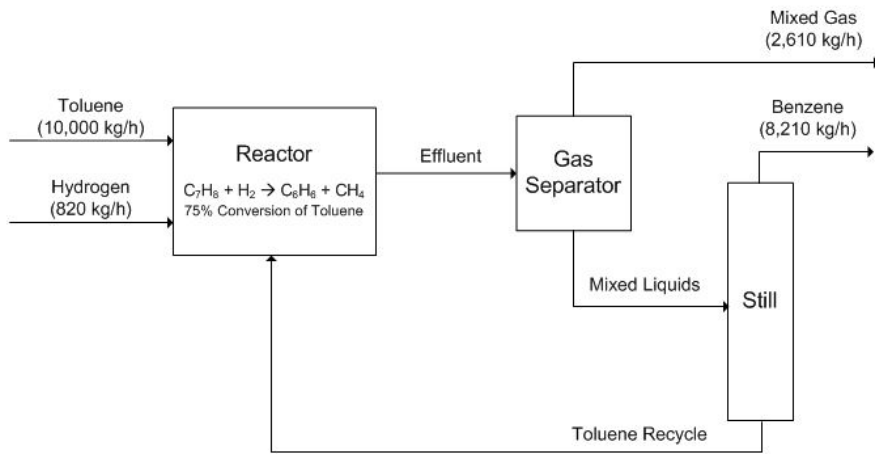 Mixed Gas
(2,610 kg/h)
Toluene
(10,000 kg/h)
Benzene
(8,210 kg/h)
Reactor
C₇H₈ + H₂ → C₆H₆ + CH₄
75% Conversion of Toluene
Effluent
Gas
Separator
Hydrogen
(820 kg/h)
Mixed Liquids
Still
Toluene Recycle